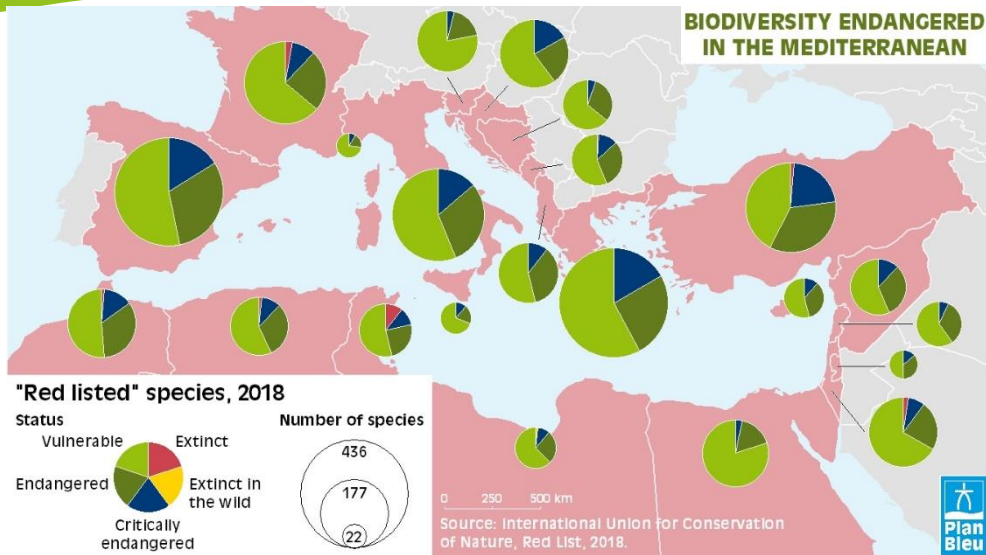 BIODIVERSITY ENDANGERED
IN THE MEDITERRANEAN
"Red listed" species, 2018
Status
Vulnerable
Extinct
Endangered
Extinct in
the wild
Critically
endangered
Number of species
436
177
22
0 250 500 km
Source: International Union for Conservation
of Nature, Red List, 2018.
Plan
Bleu